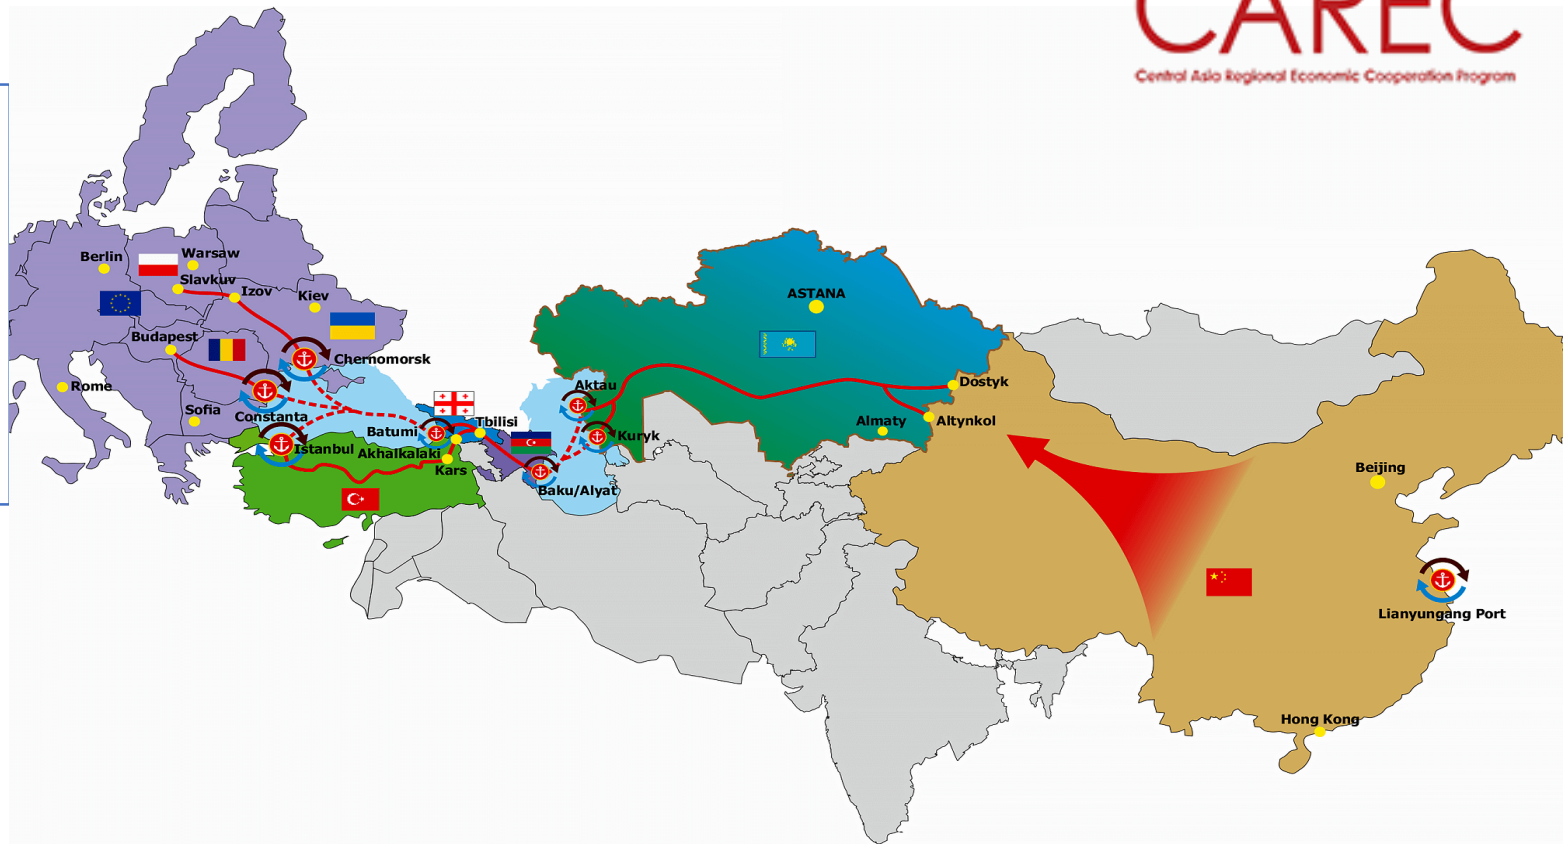 CAREC
Central Asia Regional Economic Cooperation Program
Berlin
Warsaw
Slavkuv
Izov
Kiev
Budapest
Chernomorsk
Rome
Sofia
Constanta
Istanbul
Batumi
Tbilisi
Akhalkalaki
Kars
Baku/Alyat
Aktau
Kuryk
ASTANA
Dostyk
Almaty
Altynkol
Beijing
Lianyungang Port
Hong Kong